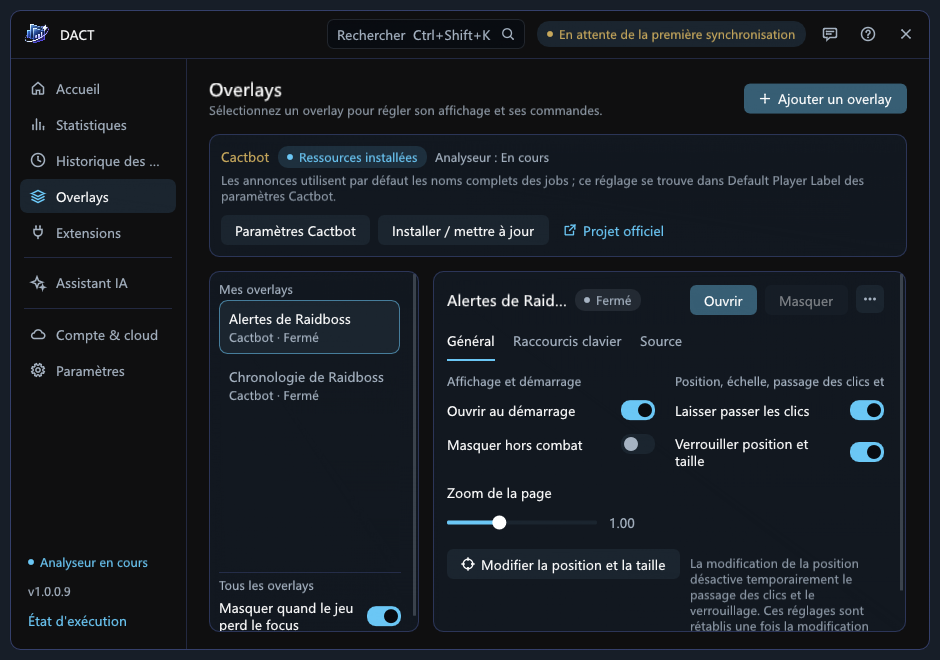 DACT
Rechercher Ctrl+Shift+K
En attente de la première synchronisation
Accueil
Statistiques
Historique des ...
Overlays
Extensions
Assistant IA
Compte & cloud
Paramètres
Analyseur en cours
v1.0.0.9
État d'exécution
Overlays
Sélectionnez un overlay pour régler son affichage et ses commandes.
Ajouter un overlay
Cactbot
Ressources installées
Analyseur : En cours
Les annonces utilisent par défaut les noms complets des jobs ; ce réglage se trouve dans Default Player Label des
paramètres Cactbot.
Paramètres Cactbot
Installer / mettre à jour
Projet officiel
Mes overlays
Alertes de Raidboss
Cactbot · Fermé
Chronologie de Raidboss
Cactbot · Fermé
Tous les overlays
Masquer quand le jeu
perd le focus
Alertes de Raid...
Fermé
Ouvrir
Masquer
Général
Raccourcis clavier
Source
Affichage et démarrage
Ouvrir au démarrage
Masquer hors combat
Zoom de la page
1.00
Modifier la position et la taille
Position, échelle, passage des clics et
Laisser passer les clics
Verrouiller position et
taille
La modification de la position
désactive temporairement le
passage des clics et le
verrouillage. Ces réglages sont
rétablis une fois la modification